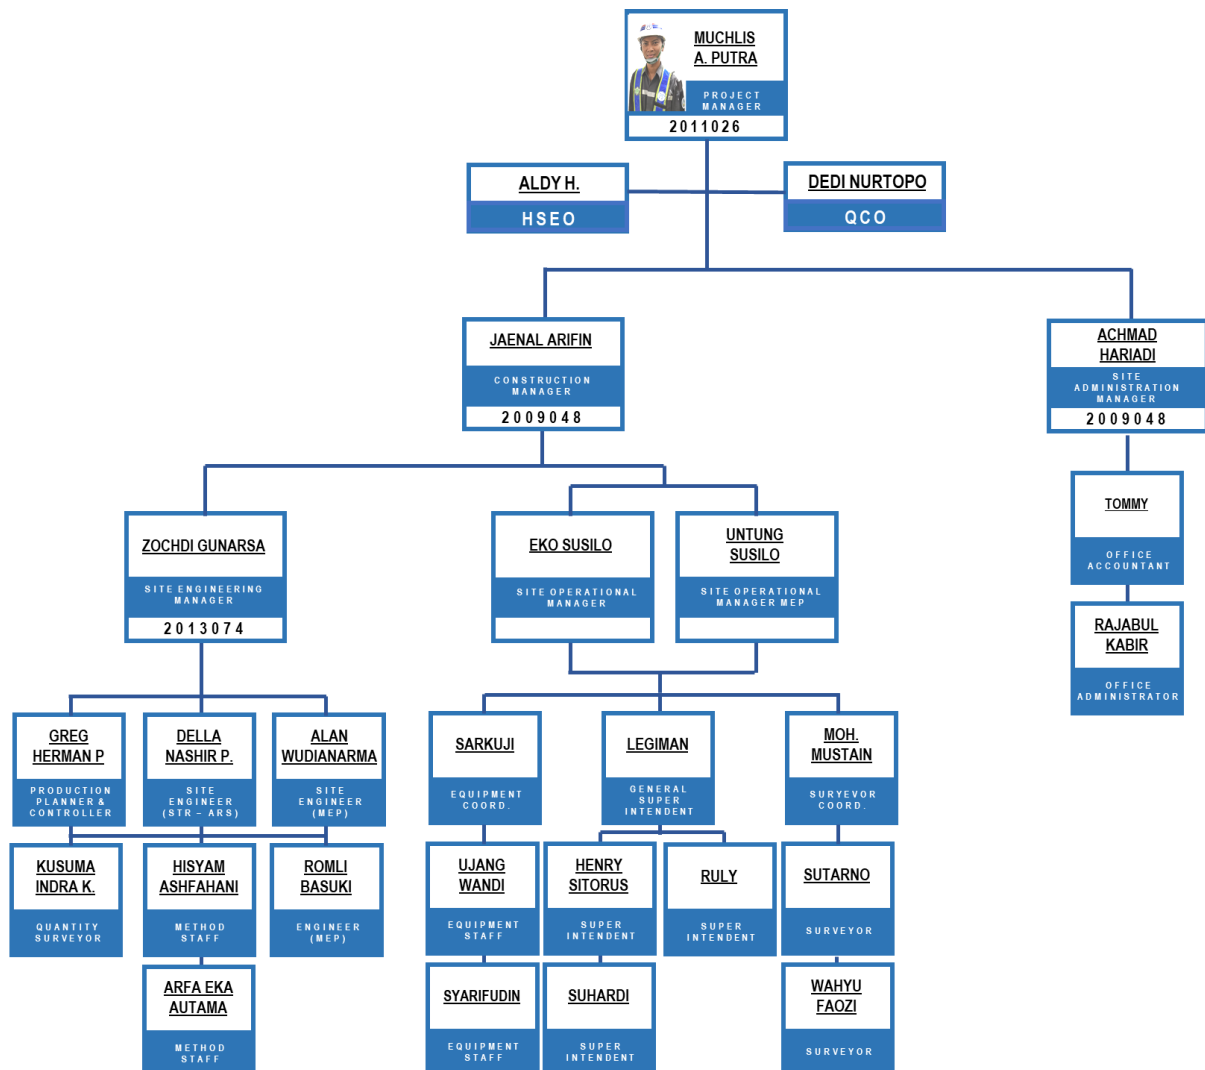 MUCHLIS
A. PUTRA
PROJECT
MANAGER
2011026
ALDY H.
HSEO
DEDI NURTOPO
QCO
JAENAL ARIFIN
CONSTRUCTION
MANAGER
2009048
ACHMAD
HARIADI
SITE
ADMINISTRATION
MANAGER
2009048
TOMMY
OFFICE
ACCOUNTANT
RAJABUL
KABIR
OFFICE
ADMINISTRATOR
ZOCHDI GUNARSA
SITE ENGINEERING
MANAGER
2013074
EKO SUSILO
SITE OPERATIONAL
MANAGER
UNTUNG
SUSILO
SITE OPERATIONAL
MANAGER MEP
GREG
HERMAN P
PRODUCTION
PLANNER &
CONTROLLER
DELLA
NASHIR P.
SITE
ENGINEER
(STR – ARS)
ALAN
WUDIANARMA
SITE
ENGINEER
(MEP)
SARKUJI
EQUIPMENT
COORD.
LEGIMAN
GENERAL
SUPER
INTENDENT
MOH.
MUSTAIN
SURYEVOR
COORD.
KUSUMA
INDRA K.
QUANTITY
SURVEYOR
HISYAM
ASHFAHANI
METHOD
STAFF
ROMLI
BASUKI
ENGINEER
(MEP)
UJANG
WANDI
EQUIPMENT
STAFF
HENRY
SITORUS
SUPER
INTENDENT
RULY
SUPER
INTENDENT
SUTARNO
SURVEYOR
ARFA EKA
AUTAMA
METHOD
STAFF
SYARIFUDIN
EQUIPMENT
STAFF
SUHARDI
SUPER
INTENDENT
WAHYU
FAOZI
SURVEYOR